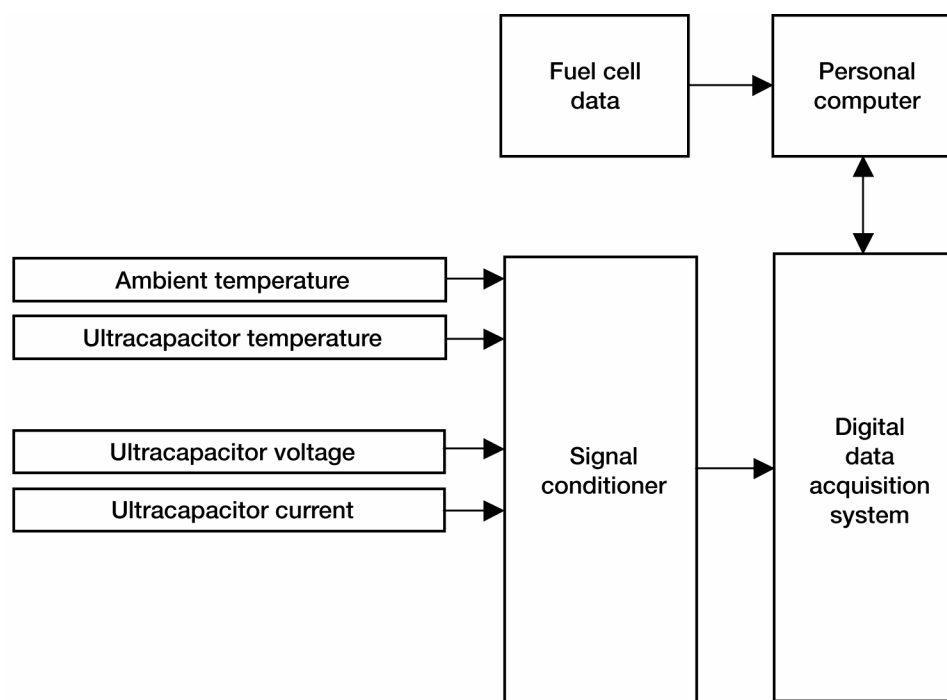 Fuel cell
data
Personal
computer
Ambient temperature
Ultracapacitor temperature
Ultracapacitor voltage
Ultracapacitor current
Signal
conditioner
Digital
data
acquisition
system